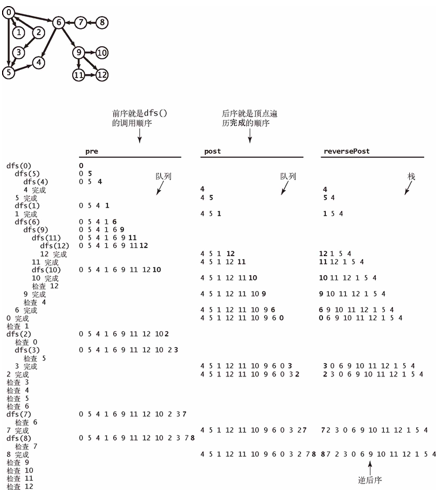 0
6
7
8
1
2
3
9
10
5
4
11
12
前序就是dfs()
的调用顺序
后序就是顶点遍
历完成的顺序
pre post reversePost
dfs(0) 0 队列 队列 栈
dfs(5) 0 5
dfs(4) 0 5 4
4 完成 4 4
5 完成 4 5 5 4
dfs(1) 0 5 4 1
1 完成 4 5 1 1 5 4
dfs(6) 0 5 4 1 6
dfs(9) 0 5 4 1 6 9
dfs(11) 0 5 4 1 6 9 11
dfs(12) 0 5 4 1 6 9 11 12
12 完成 4 5 1 12 12 1 5 4
11 完成 4 5 1 12 11 11 12 1 5 4
dfs(10) 0 5 4 1 6 9 11 12 10
10 完成 4 5 1 12 11 10 10 11 12 1 5 4
检查 12
9 完成 4 5 1 12 11 10 9 9 10 11 12 1 5 4
检查 4
6 完成 4 5 1 12 11 10 9 6 6 9 10 11 12 1 5 4
0 完成 4 5 1 12 11 10 9 6 0 0 6 9 10 11 12 1 5 4
检查 1
dfs(2) 0 5 4 1 6 9 11 12 10 2
检查 0
dfs(3) 0 5 4 1 6 9 11 12 10 2 3
检查 5
3 完成 4 5 1 12 11 10 9 6 0 3 3 0 6 9 10 11 12 1 5 4
2 完成 4 5 1 12 11 10 9 6 0 3 2 2 3 0 6 9 10 11 12 1 5 4
检查 3
检查 4
检查 5
检查 6
dfs(7) 0 5 4 1 6 9 11 12 10 2 3 7
检查 6
7 完成 4 5 1 12 11 10 9 6 0 3 2 7 7 2 3 0 6 9 10 11 12 1 5 4
dfs(8) 0 5 4 1 6 9 11 12 10 2 3 7 8
检查 7
8 完成 4 5 1 12 11 10 9 6 0 3 2 7 8 8 7 2 3 0 6 9 10 11 12 1 5 4
检查 9
检查 10
检查 11
检查 12
逆后序